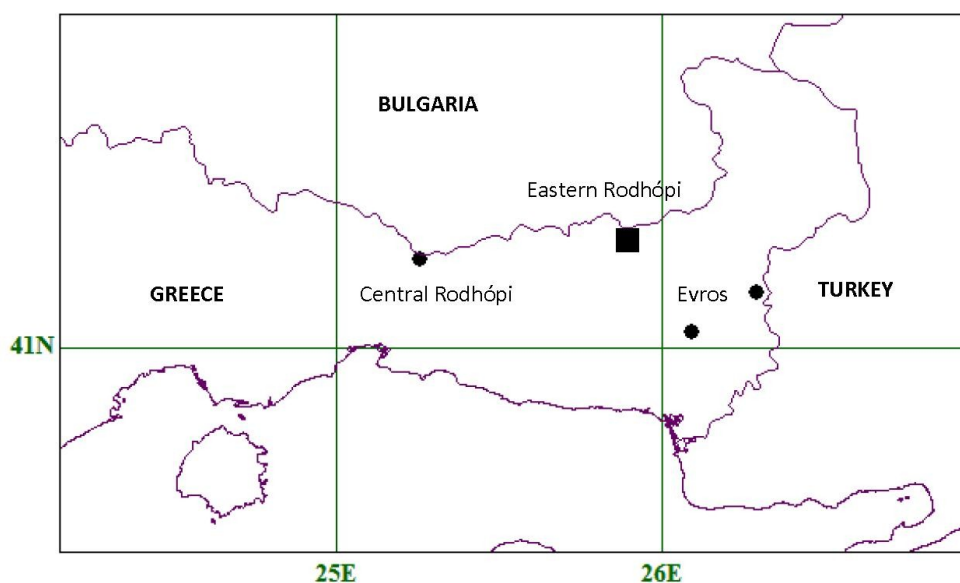 BULGARIA
Eastern Rodhópi
GREECE
Central Rodhópi
Evros
TURKEY
41N
25E
26E